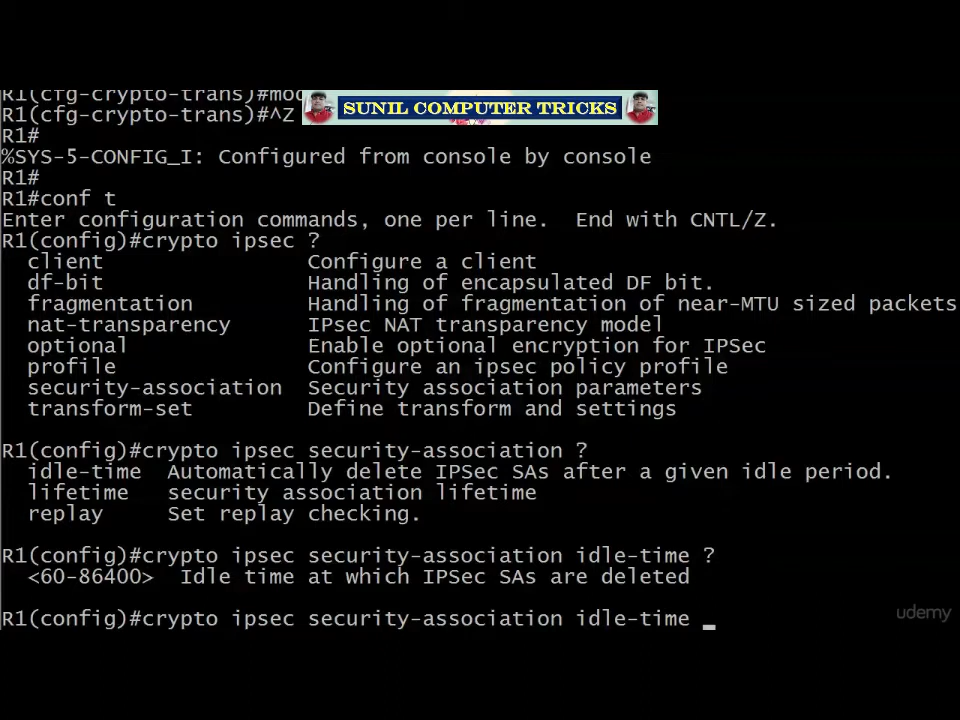 R1(cfg-crypto-trans)#mod
SUNIL COMPUTER TRICKS
R1(cfg-crypto-trans)#^Z
R1#
%SYS-5-CONFIG_I: Configured from console by console
R1#
R1#conf t
Enter configuration commands, one per line.  End with CNTL/Z.
R1(config)#crypto ipsec ?
  client                Configure a client
  df-bit                Handling of encapsulated DF bit.
  fragmentation         Handling of fragmentation of near-MTU sized packets
  nat-transparency      IPsec NAT transparency model
  optional              Enable optional encryption for IPSec
  profile               Configure an ipsec policy profile
  security-association  Security association parameters
  transform-set         Define transform and settings
R1(config)#crypto ipsec security-association ?
  idle-time  Automatically delete IPSec SAs after a given idle period.
  lifetime   security association lifetime
  replay     Set replay checking.
R1(config)#crypto ipsec security-association idle-time ?
  <60-86400>  Idle time at which IPSec SAs are deleted
R1(config)#crypto ipsec security-association idle-time _
udemy